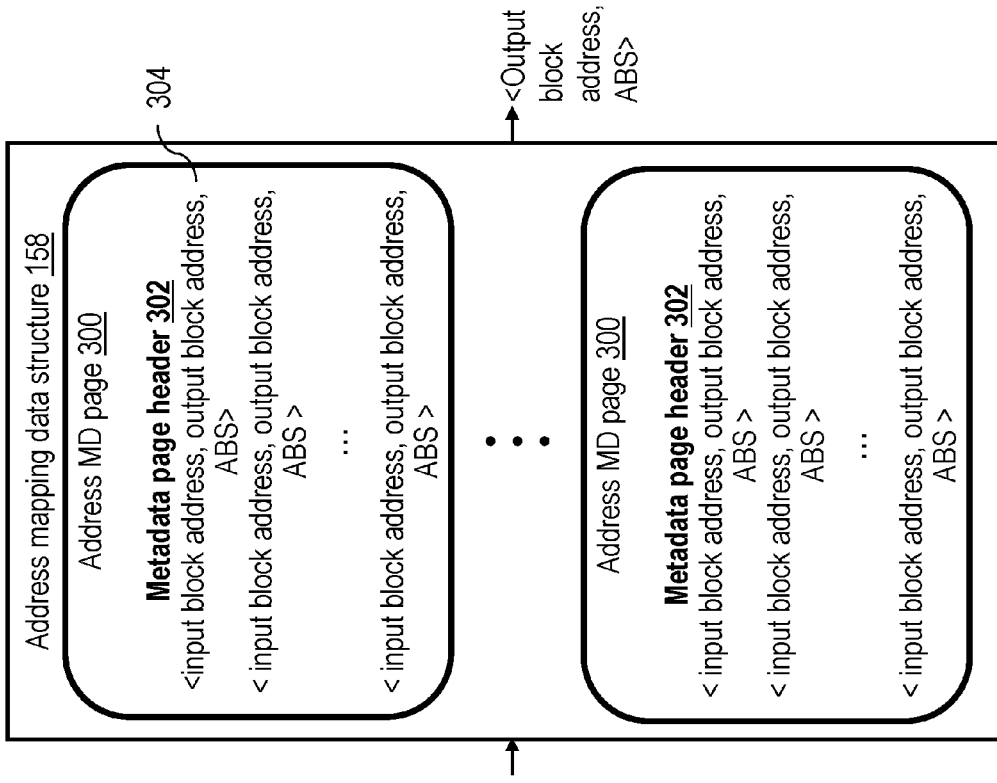 Address mapping data structure 158
Address MD page 300
304
Metadata page header 302
<input block address, output block address,
ABS>
< input block address, output block address,
ABS >
...
< input block address, output block address,
ABS >
• • •
<Output
block
address,
ABS>
Address MD page 300
Metadata page header 302
< input block address, output block address,
ABS >
< input block address, output block address,
ABS >
...
< input block address, output block address,
ABS >